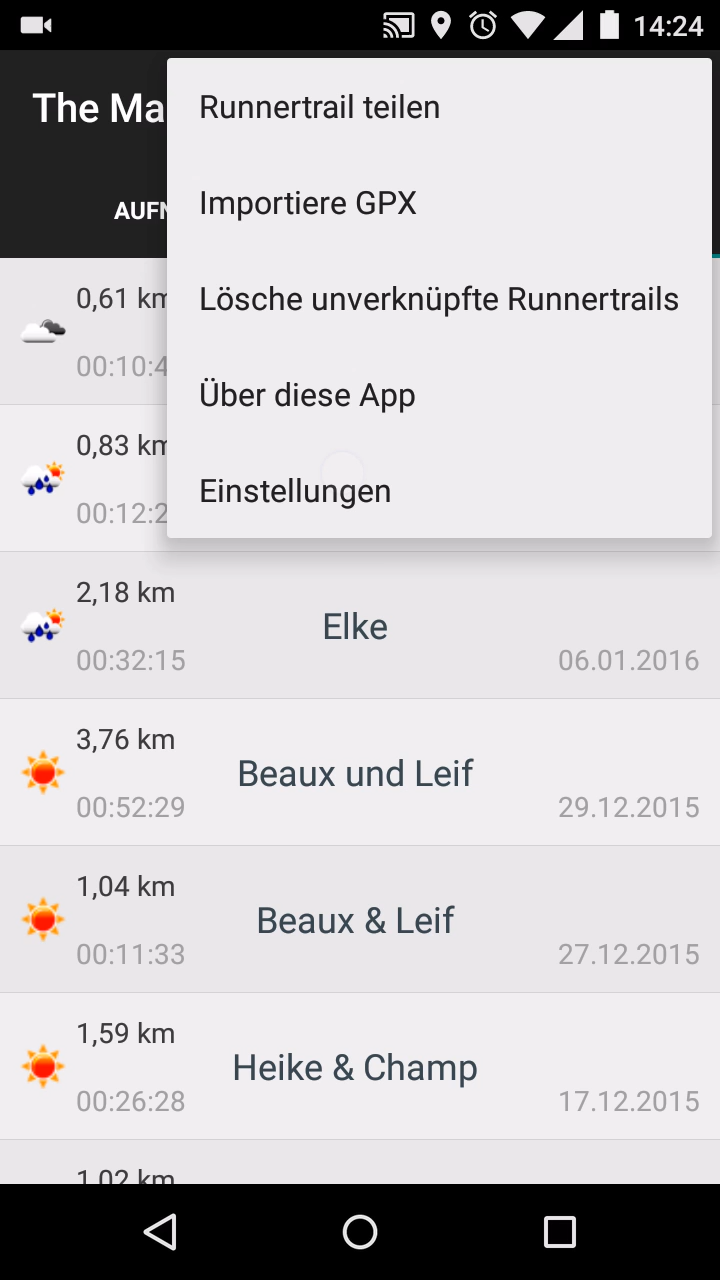 14:24
The Ma
Runnertrail teilen
Importiere GPX
AUFN
0,61 km
Lösche unverknüpfte Runnertrails
00:10:4
Über diese App
0,83 km
Einstellungen
00:12:2
2,18 km
Elke
00:32:15
06.01.2016
3,76 km
Beaux und Leif
00:52:29
29.12.2015
1,04 km
Beaux & Leif
00:11:33
27.12.2015
1,59 km
Heike & Champ
00:26:28
17.12.2015
1,02 km